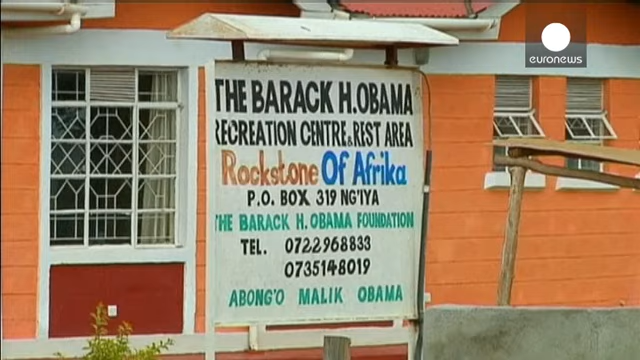 euronews
THE BARACK H.OBAMA
RECREATION CENTRE & REST AREA
Rockstone Of Afrika
P.O. BOX 319 NG'IYA
THE BARACK H. OBAMA FOUNDATION
TEL. 0722968833
0735148019
ABONG'O MALIK OBAMA